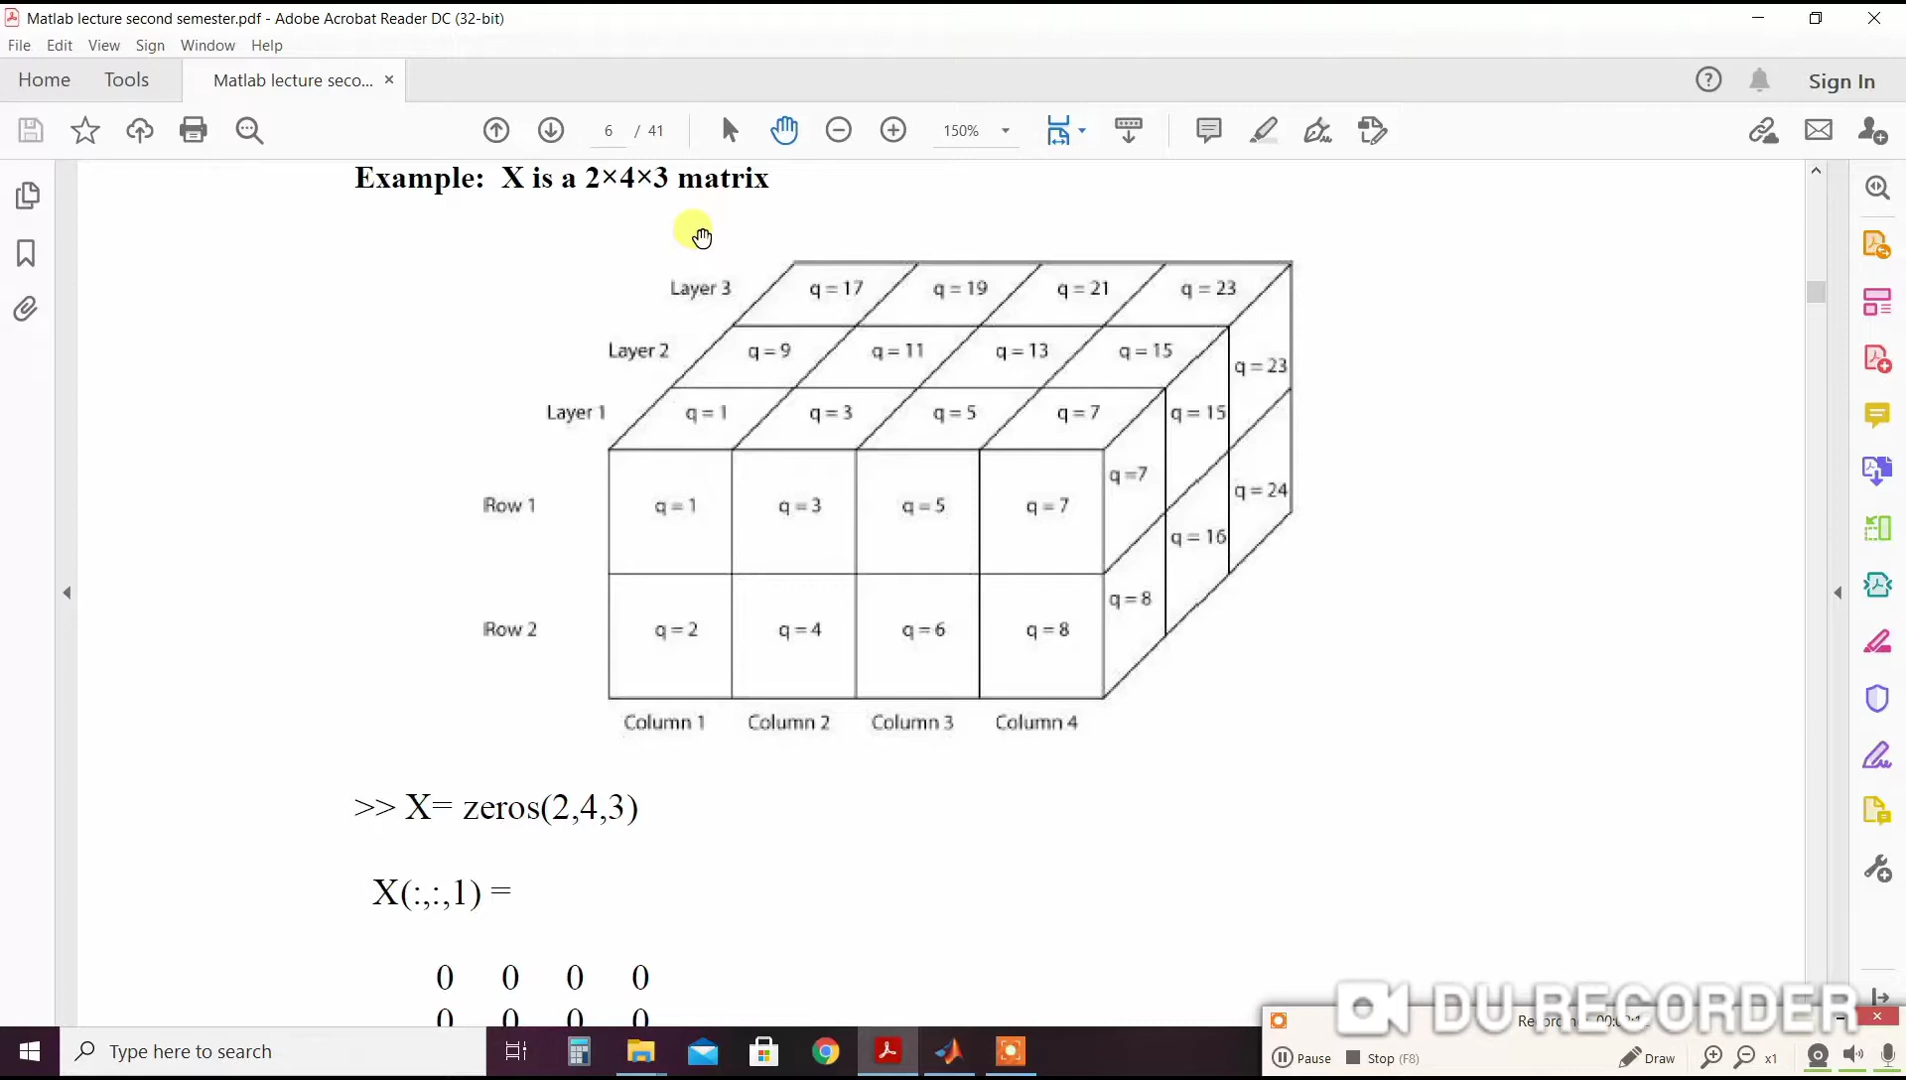 Matlab lecture second semester.pdf - Adobe Acrobat Reader DC (32-bit)
File Edit View Sign Window Help
Home Tools Matlab lecture seco... × Sign In
6 / 41 150%
Example: X is a 2×4×3 matrix
Layer 3 q = 17 q = 19 q = 21 q = 23
Layer 2 q = 9 q = 11 q = 13 q = 15 q = 23
Layer 1 q = 1 q = 3 q = 5 q = 7 q = 15
q =7
Row 1 q = 1 q = 3 q = 5 q = 7 q = 24
q = 16
q = 8
Row 2 q = 2 q = 4 q = 6 q = 8
Column 1 Column 2 Column 3 Column 4
>> X= zeros(2,4,3)
X(:,:,1) =
0 0 0 0
0 0 0 0
DU RECORDER
Type here to search
Pause Stop (F8) Draw x1